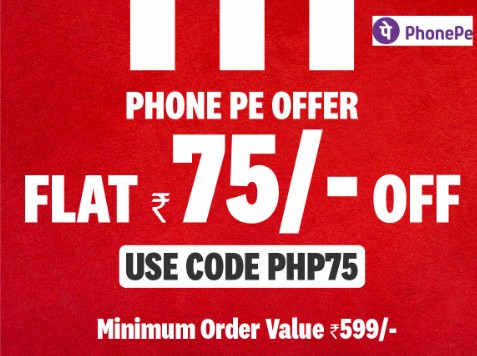 पे PhonePe
PHONE PE OFFER
FLAT ₹75/- OFF
USE CODE PHP75
Minimum Order Value ₹599/-